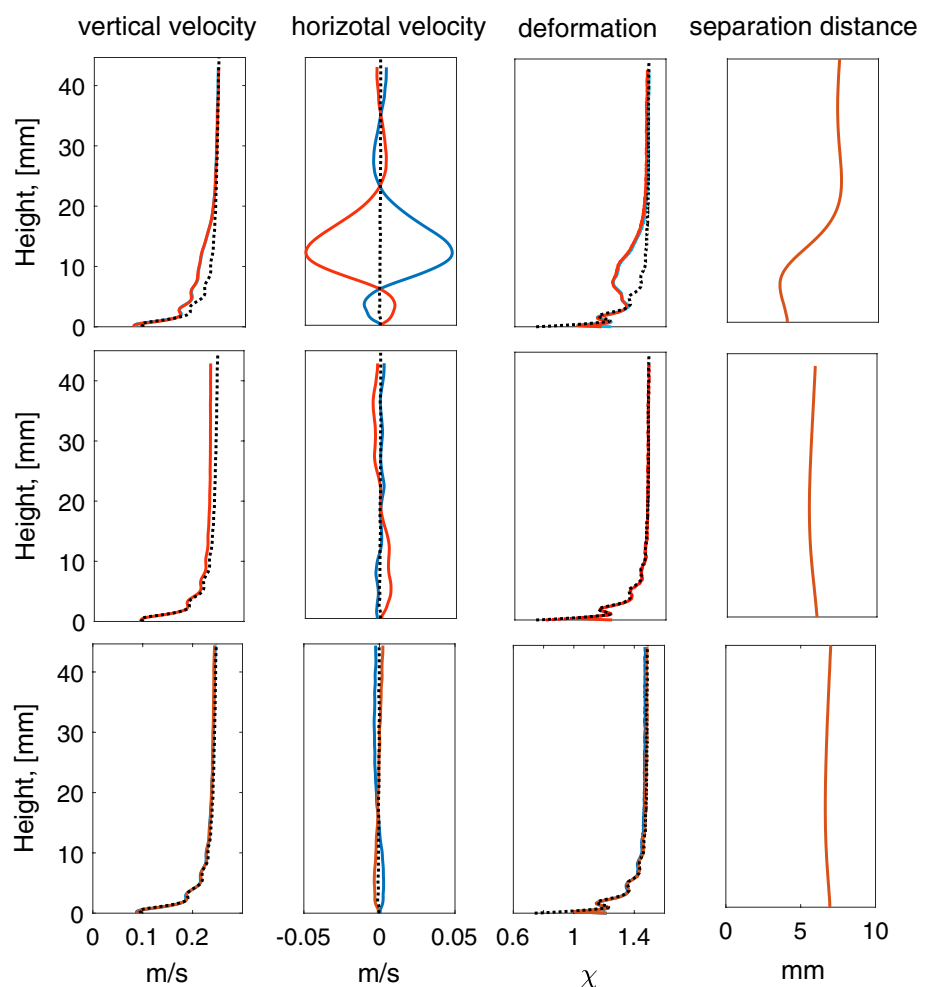 vertical velocity horizotal velocity deformation separation distance
Height, [mm]
40
30
20
10
0
Height, [mm]
40
30
20
10
0
Height, [mm]
40
30
20
10
0
0 0.1 0.2 -0.05 0 0.05 0.6 1 1.4 0 5 10
m/s m/s χ mm